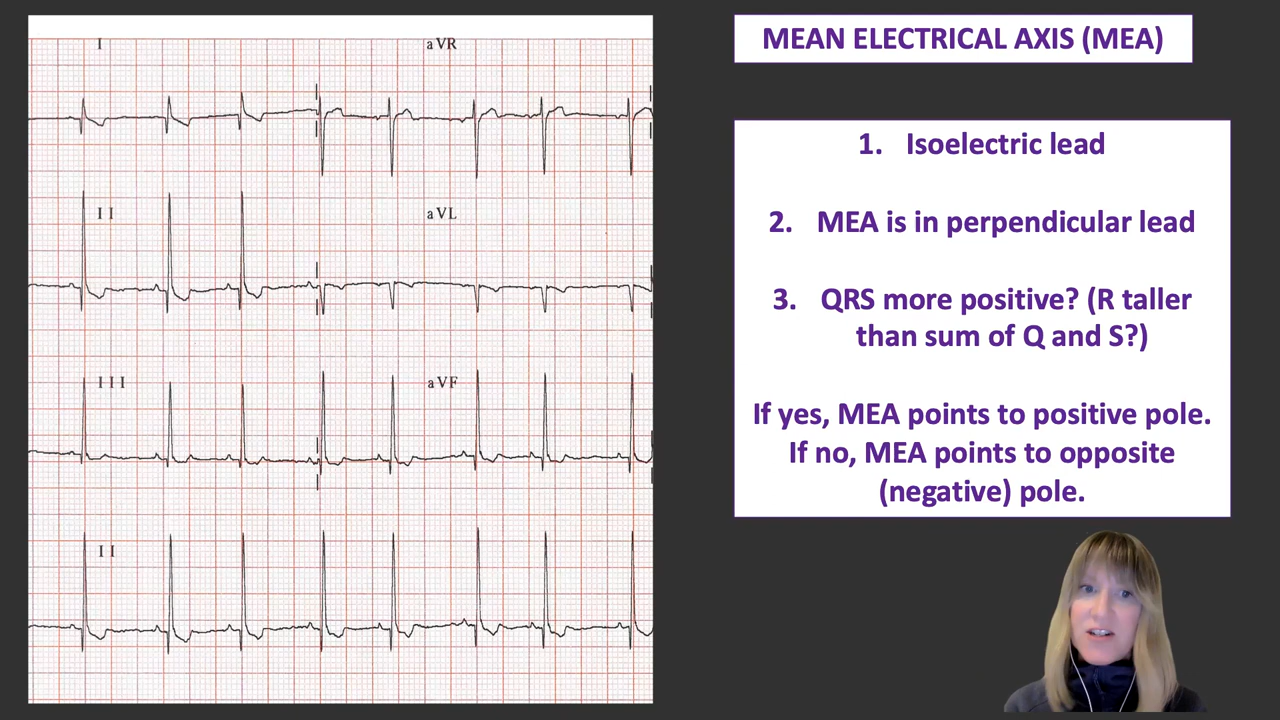 I
aVR
II
aVL
III
aVF
II
MEAN ELECTRICAL AXIS (MEA)
1. Isoelectric lead
2. MEA is in perpendicular lead
3. QRS more positive? (R taller
than sum of Q and S?)
If yes, MEA points to positive pole.
If no, MEA points to opposite
(negative) pole.